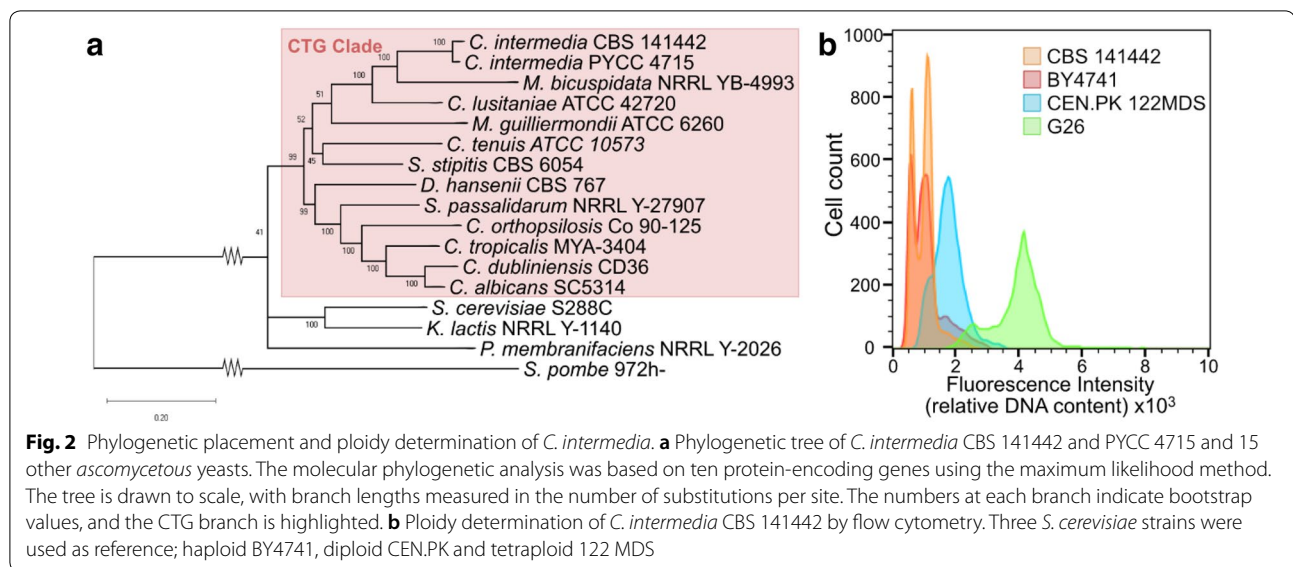 a
CTG Clade
100
C. intermedia CBS 141442
C. intermedia PYCC 4715
100
M. bicuspidata NRRL YB-4993
100
C. lusitaniae ATCC 42720
51
M. guilliermondii ATCC 6260
52
C. tenuis ATCC 10573
45
S. stipitis CBS 6054
99
D. hansenii CBS 767
99
S. passalidarum NRRL Y-27907
100
C. orthopsilosis Co 90-125
100
C. tropicalis MYA-3404
100
C. dubliniensis CD36
100
C. albicans SC5314
41
S. cerevisiae S288C
100
K. lactis NRRL Y-1140
P. membranifaciens NRRL Y-2026
S. pombe 972h-
0.20
b
1000
800
600
400
200
0
Cell count
CBS 141442
BY4741
CEN.PK 122MDS
G26
0 2 4 6 8 10
Fluorescence Intensity
(relative DNA content) x10³
Fig. 2 Phylogenetic placement and ploidy determination of C. intermedia. a Phylogenetic tree of C. intermedia CBS 141442 and PYCC 4715 and 15
other ascomycetous yeasts. The molecular phylogenetic analysis was based on ten protein-encoding genes using the maximum likelihood method.
The tree is drawn to scale, with branch lengths measured in the number of substitutions per site. The numbers at each branch indicate bootstrap
values, and the CTG branch is highlighted. b Ploidy determination of C. intermedia CBS 141442 by flow cytometry. Three S. cerevisiae strains were
used as reference; haploid BY4741, diploid CEN.PK and tetraploid 122 MDS